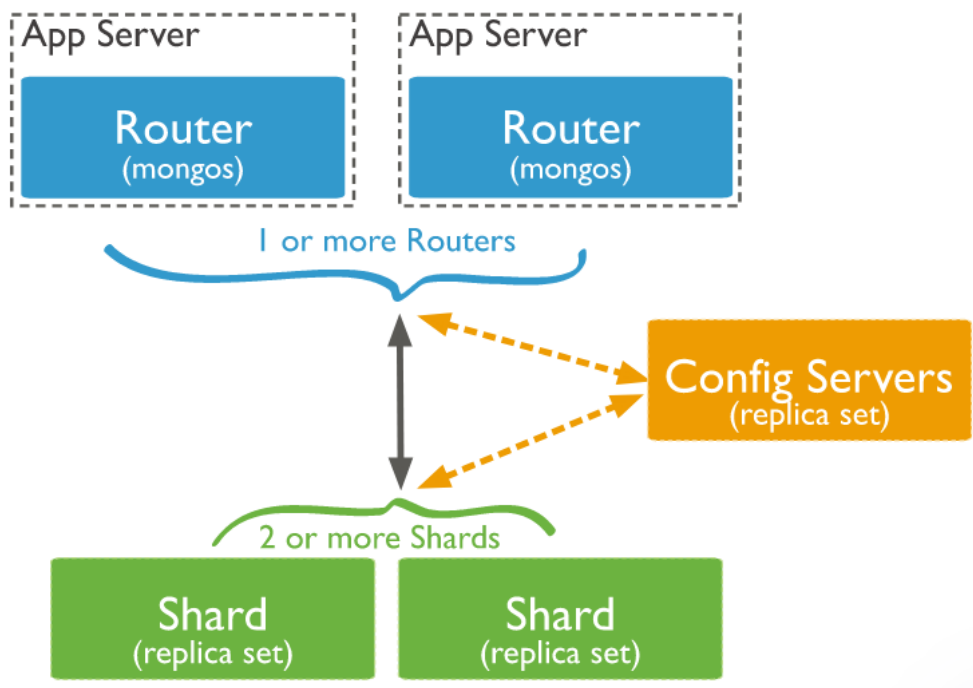 App Server
App Server
Router
(mongos)
Router
(mongos)
1 or more Routers
Config Servers
(replica set)
2 or more Shards
Shard
(replica set)
Shard
(replica set)